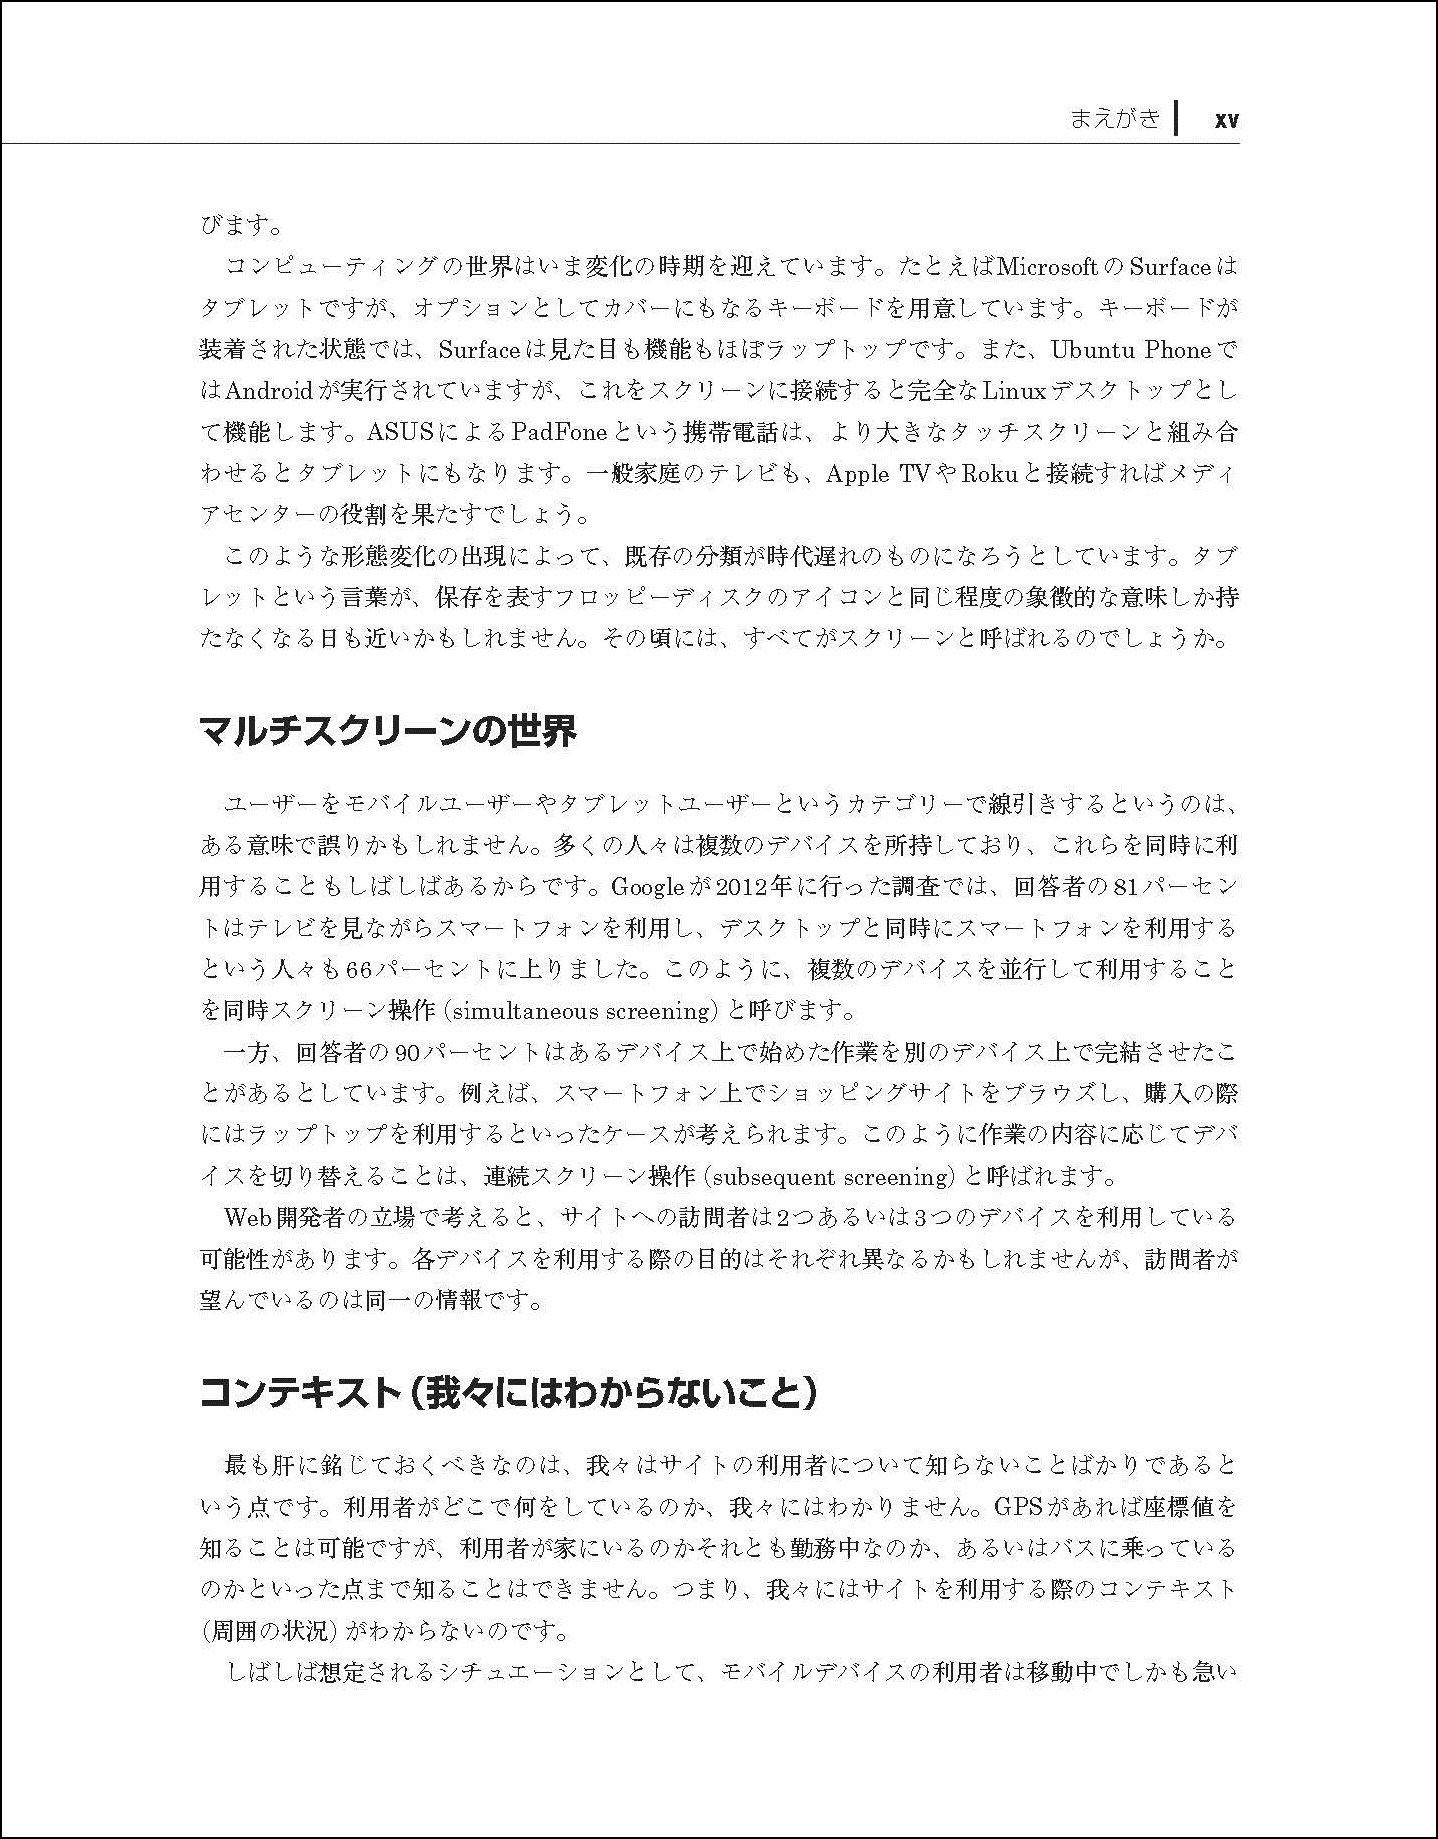 まえがき xv
びます。
コンピューティングの世界はいま変化の時期を迎えています。たとえばMicrosoftのSurfaceは
タブレットですが、オプションとしてカバーにもなるキーボードを用意しています。キーボードが
装着された状態では、Surfaceは見た目も機能もほぼラップトップです。また、Ubuntu Phoneで
はAndroidが実行されていますが、これをスクリーンに接続すると完全なLinuxデスクトップとし
て機能します。ASUSによるPadFoneという携帯電話は、より大きなタッチスクリーンと組み合
わせるとタブレットにもなります。一般家庭のテレビも、Apple TVやRokuと接続すればメディ
アセンターの役割を果たすでしょう。
このような形態変化の出現によって、既存の分類が時代遅れのものになろうとしています。タブ
レットという言葉が、保存を表すフロッピーディスクのアイコンと同じ程度の象徴的な意味しか持
たなくなる日も近いかもしれません。その頃には、すべてがスクリーンと呼ばれるのでしょうか。
マルチスクリーンの世界
ユーザーをモバイルユーザーやタブレットユーザーというカテゴリーで線引きするというのは、
ある意味で誤りかもしれません。多くの人々は複数のデバイスを所持しており、これらを同時に利
用することもしばしばあるからです。Googleが2012年に行った調査では、回答者の81パーセン
トはテレビを見ながらスマートフォンを利用し、デスクトップと同時にスマートフォンを利用する
という人々も66パーセントに上りました。このように、複数のデバイスを並行して利用すること
を同時スクリーン操作（simultaneous screening）と呼びます。
一方、回答者の90パーセントはあるデバイス上で始めた作業を別のデバイス上で完結させたこ
とがあるとしています。例えば、スマートフォン上でショッピングサイトをブラウズし、購入の際
にはラップトップを利用するといったケースが考えられます。このように作業の内容に応じてデバ
イスを切り替えることは、連続スクリーン操作（subsequent screening）と呼ばれます。
Web開発者の立場で考えると、サイトへの訪問者は2つあるいは3つのデバイスを利用している
可能性があります。各デバイスを利用する際の目的はそれぞれ異なるかもしれませんが、訪問者が
望んでいるのは同一の情報です。
コンテキスト（我々にはわからないこと）
最も肝に銘じておくべきなのは、我々はサイトの利用者について知らないことばかりであると
いう点です。利用者がどこで何をしているのか、我々にはわかりません。GPSがあれば座標値を
知ることは可能ですが、利用者が家にいるのかそれとも勤務中なのか、あるいはバスに乗っている
のかといった点まで知ることはできません。つまり、我々にはサイトを利用する際のコンテキスト
（周囲の状況）がわからないのです。
しばしば想定されるシチュエーションとして、モバイルデバイスの利用者は移動中でしかも急い